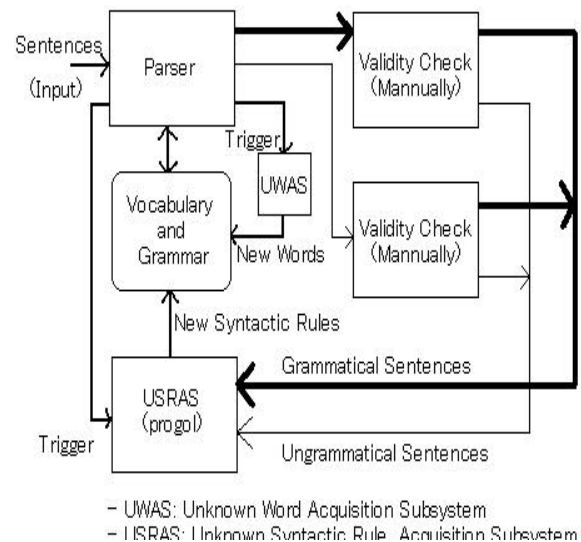 Sentences
(Input)
Parser
Validity Check
(Mannually)
Trigger
UWAS
Vocabulary
and
Grammar
New Words
Validity Check
(Mannually)
New Syntactic Rules
USRAS
(progol)
Grammatical Sentences
Trigger
Ungrammatical Sentences
- UWAS: Unknown Word Acquisition Subsystem
- USRAS: Unknown Syntactic Rule Acquisition Subsystem